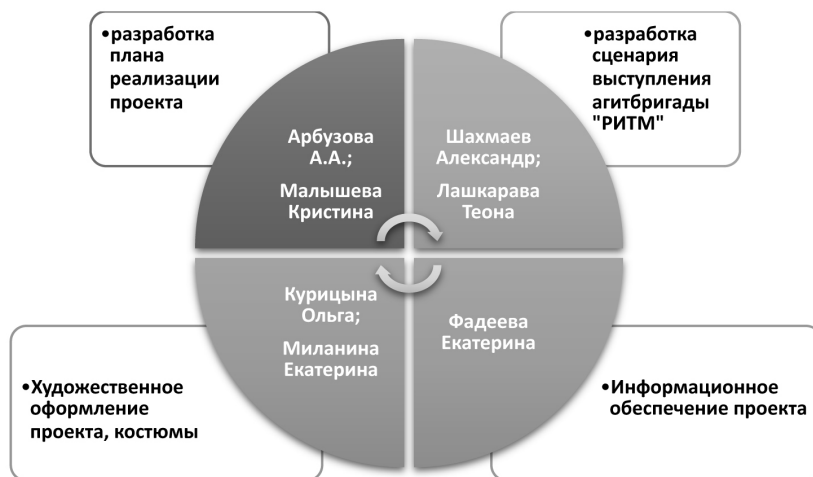 •разработка
плана
реализации
проекта
•разработка
сценария
выступления
агитбригады
"РИТМ"
Арбузова
А.А.;
Малышева
Кристина
Шахмаев
Александр;
Лашкарава
Теона
Курицына
Ольга;
Миланина
Екатерина
Фадеева
Екатерина
•Художественное
оформление
проекта, костюмы
•Информационное
обеспечение проекта